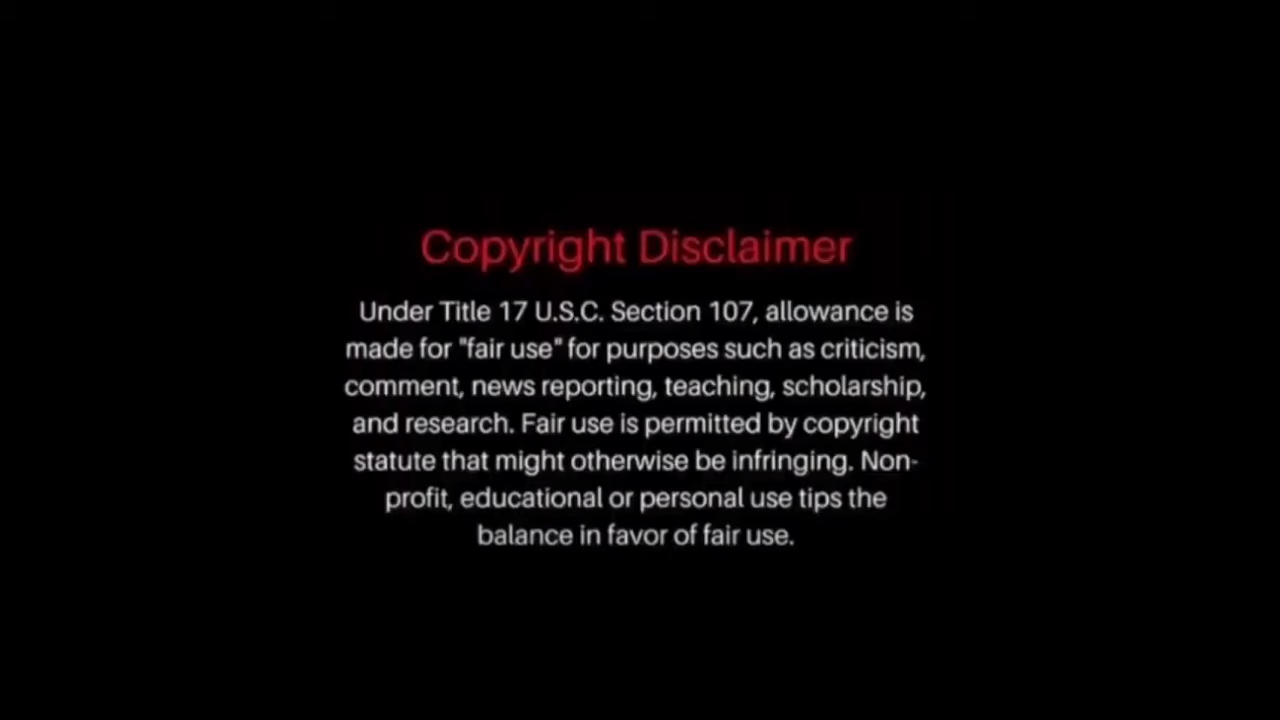 Copyright Disclaimer
Under Title 17 U.S.C. Section 107, allowance is
made for "fair use" for purposes such as criticism,
comment, news reporting, teaching, scholarship,
and research. Fair use is permitted by copyright
statute that might otherwise be infringing. Non-
profit, educational or personal use tips the
balance in favor of fair use.